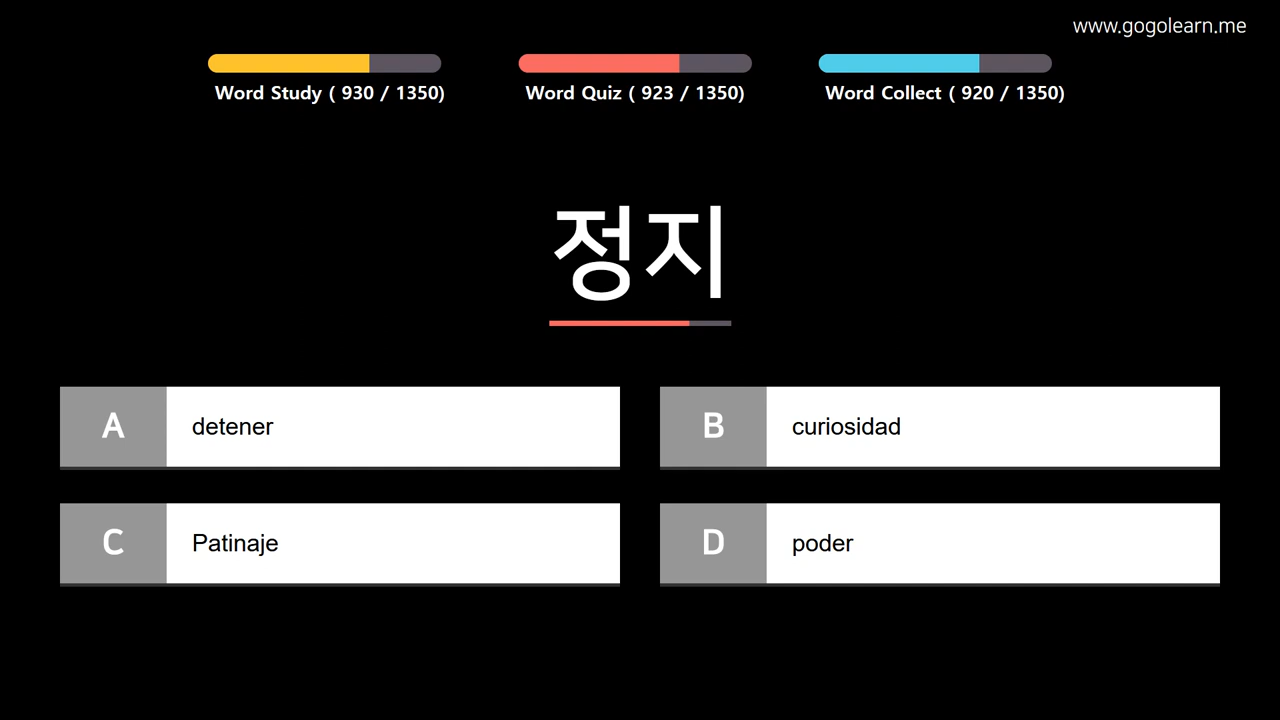 www.gogolearn.me
Word Study ( 930 / 1350)
Word Quiz ( 923 / 1350)
Word Collect ( 920 / 1350)
정지
A detener
B curiosidad
C Patinaje
D poder